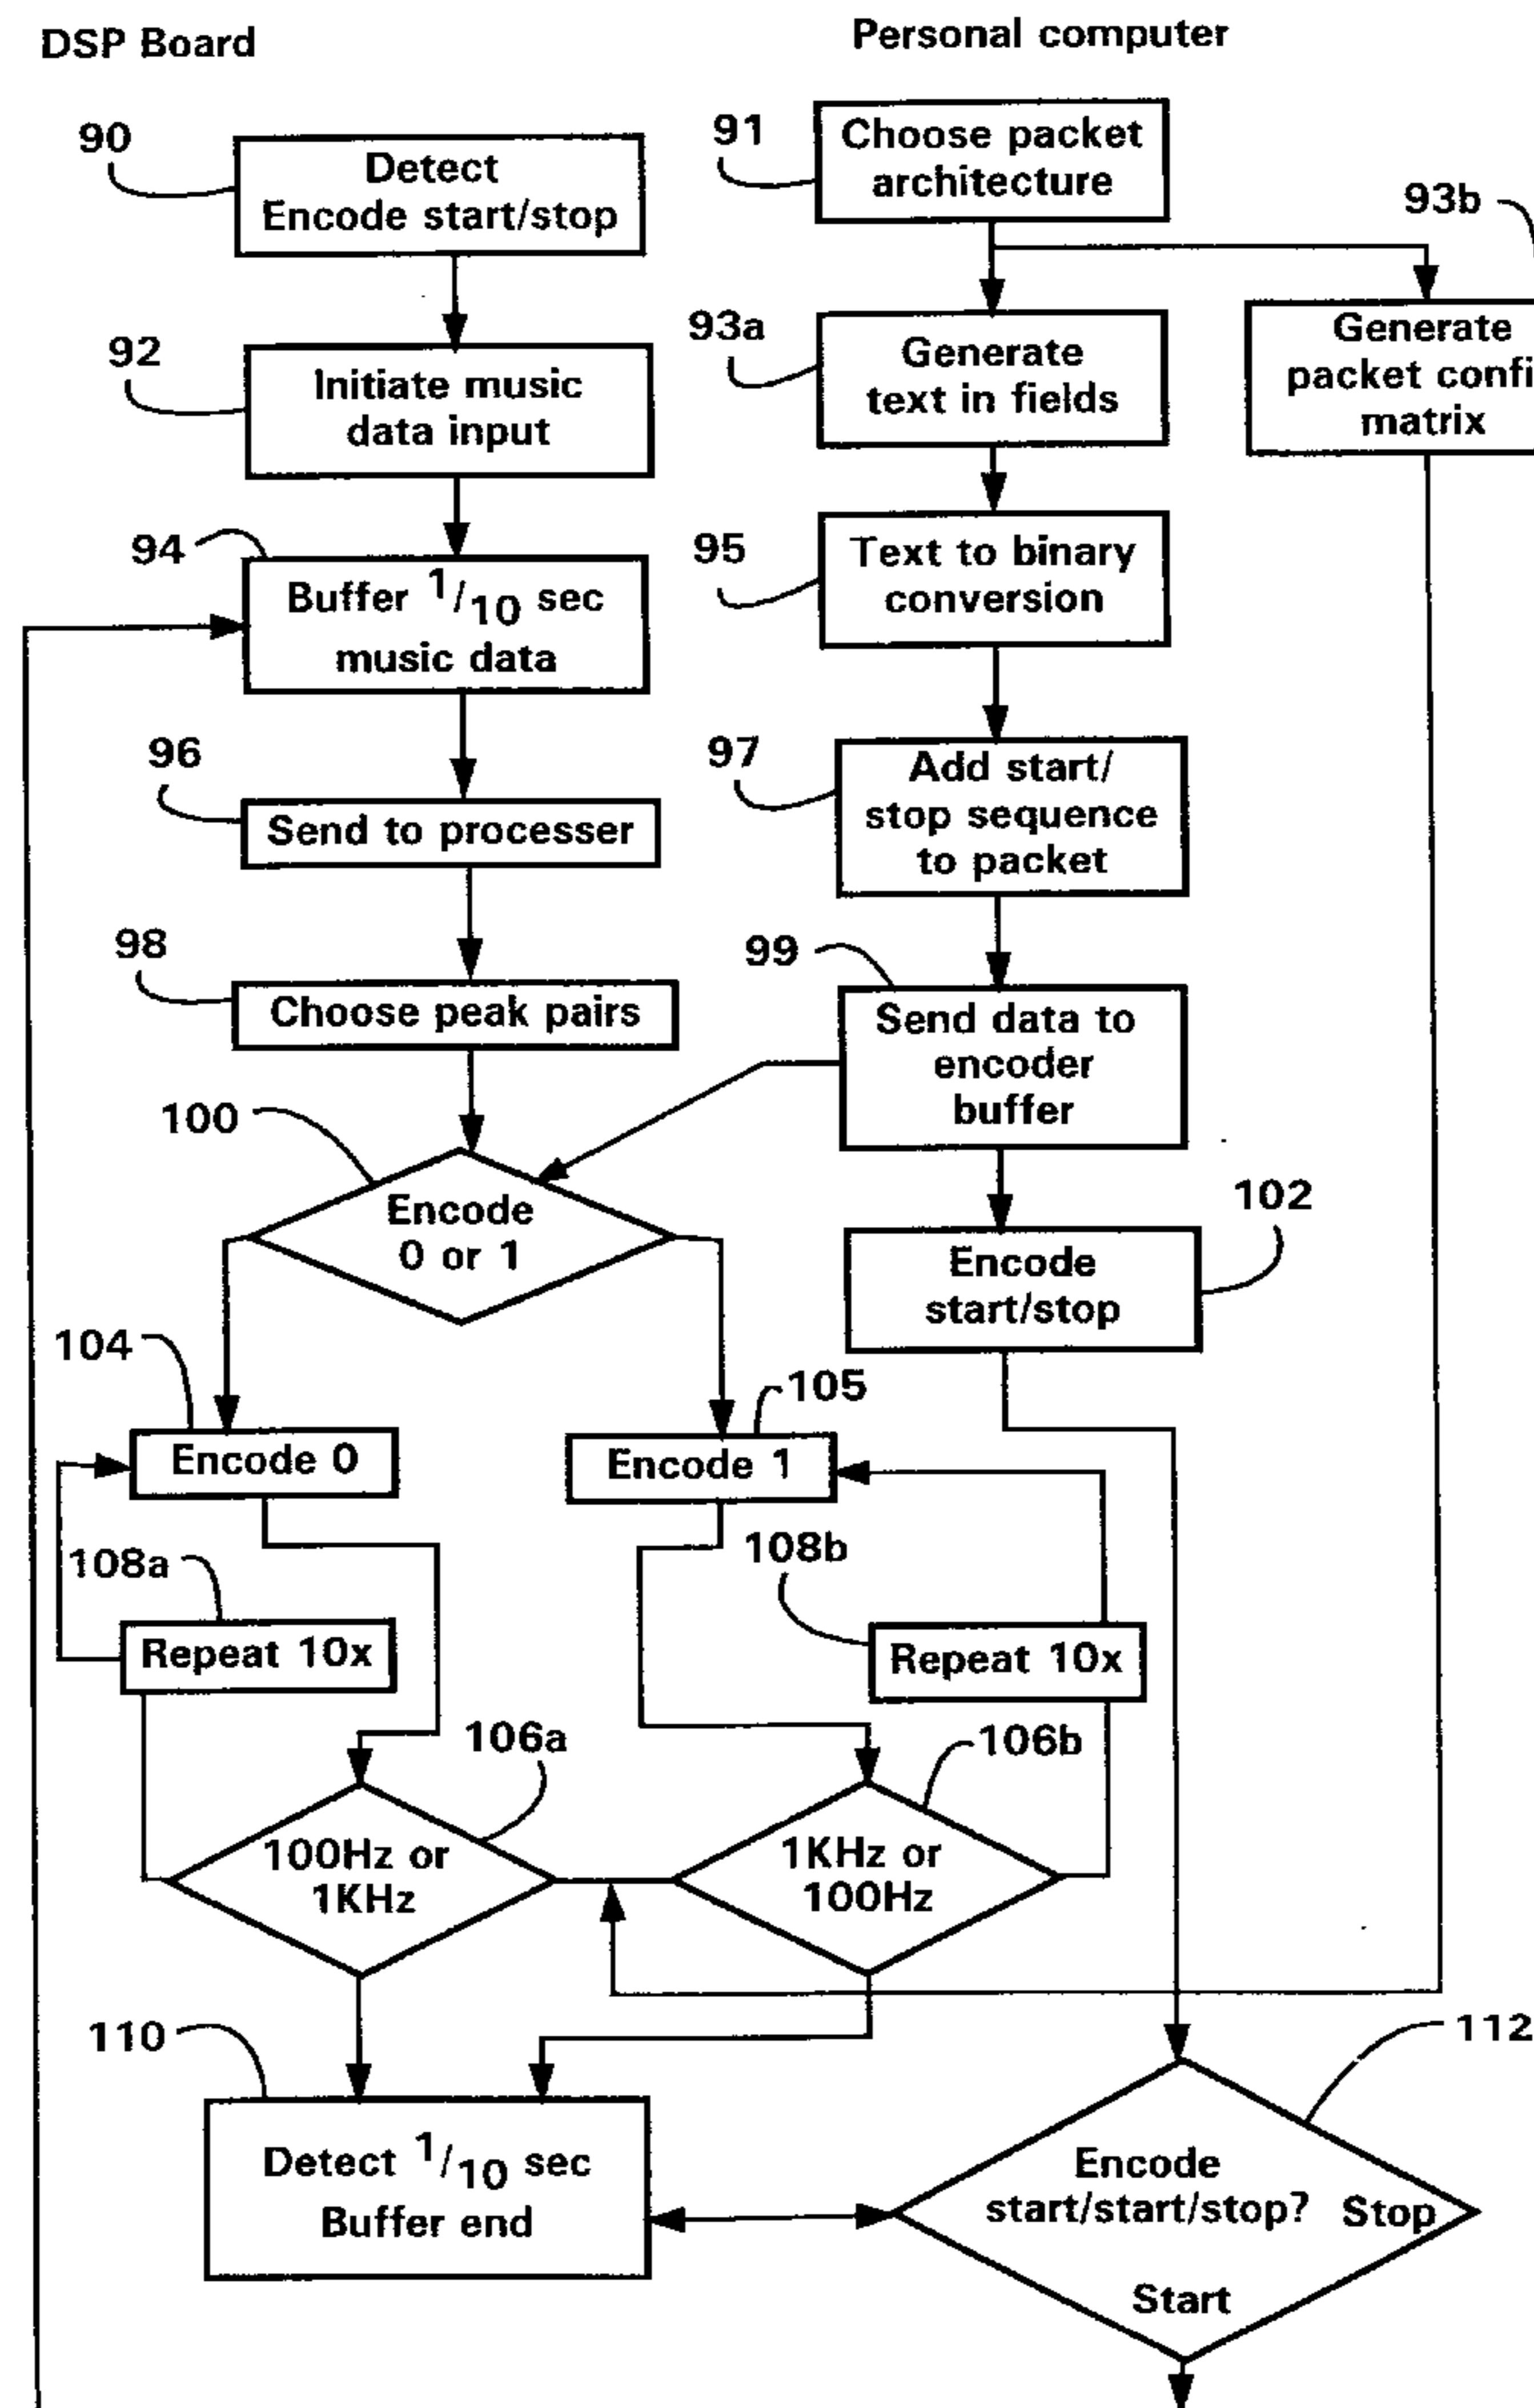 DSP Board
Personal computer
90
Detect
Encode start/stop
91
Choose packet
architecture
93b
92
Initiate music
data input
93a
Generate
text in fields
Generate
packet confi
matrix
94
Buffer 1/10 sec
music data
95
Text to binary
conversion
96
Send to processer
97
Add start/
stop sequence
to packet
98
Choose peak pairs
99
Send data to
encoder
buffer
100
Encode
0 or 1
102
Encode
start/stop
104
Encode 0
105
Encode 1
108a
Repeat 10x
108b
Repeat 10x
106a
100Hz or
1KHz
106b
1KHz or
100Hz
110
Detect 1/10 sec
Buffer end
112
Encode
start/start/stop? Stop
Start